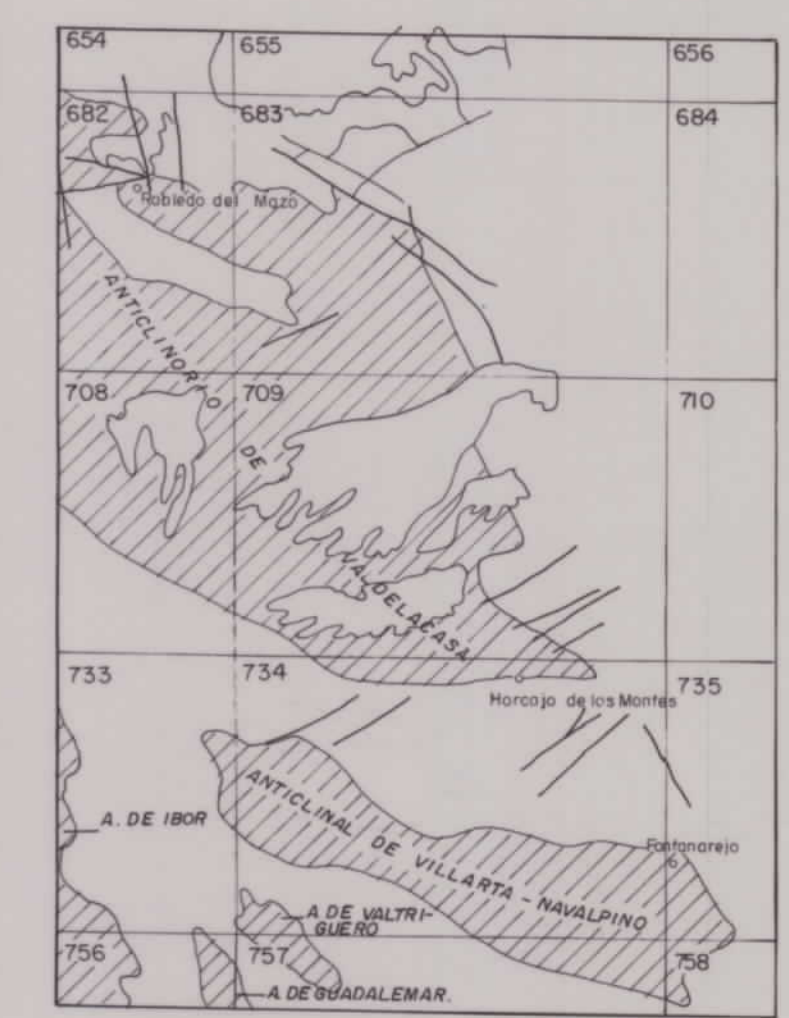 654
655
656
682
683
684
Robledo del Mazo
ANTICLINORIO
708
709
710
DE
VALDELACASA
733
734
735
Horcajo de los Montes
A. DE IBOR
ANTICLINAL DE VILLARTA - NAVALPINO
Fontanarejo
A. DE VALTRI-
GUERO
756
757
758
A. DE GUADALEMAR.